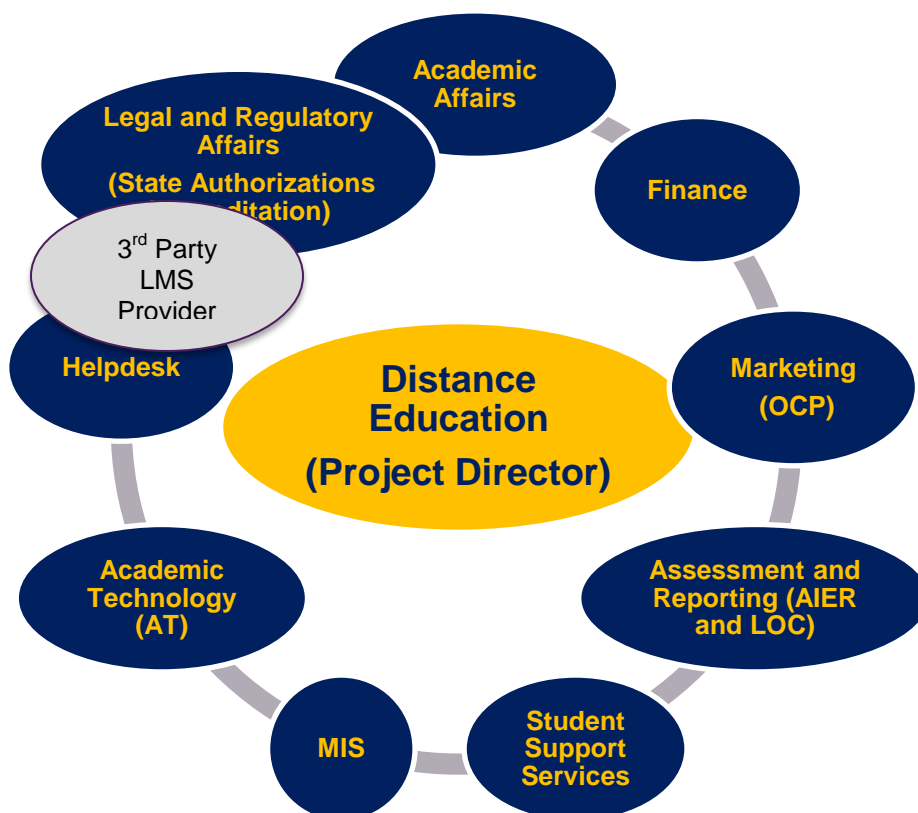 Academic
Affairs
Legal and Regulatory
Affairs
(State Authorizations
ditation)
Finance
3rd Party
LMS
Provider
Helpdesk
Marketing
(OCP)
Distance
Education
(Project Director)
Academic
Technology
(AT)
Assessment and
Reporting (AIER
and LOC)
MIS
Student
Support
Services